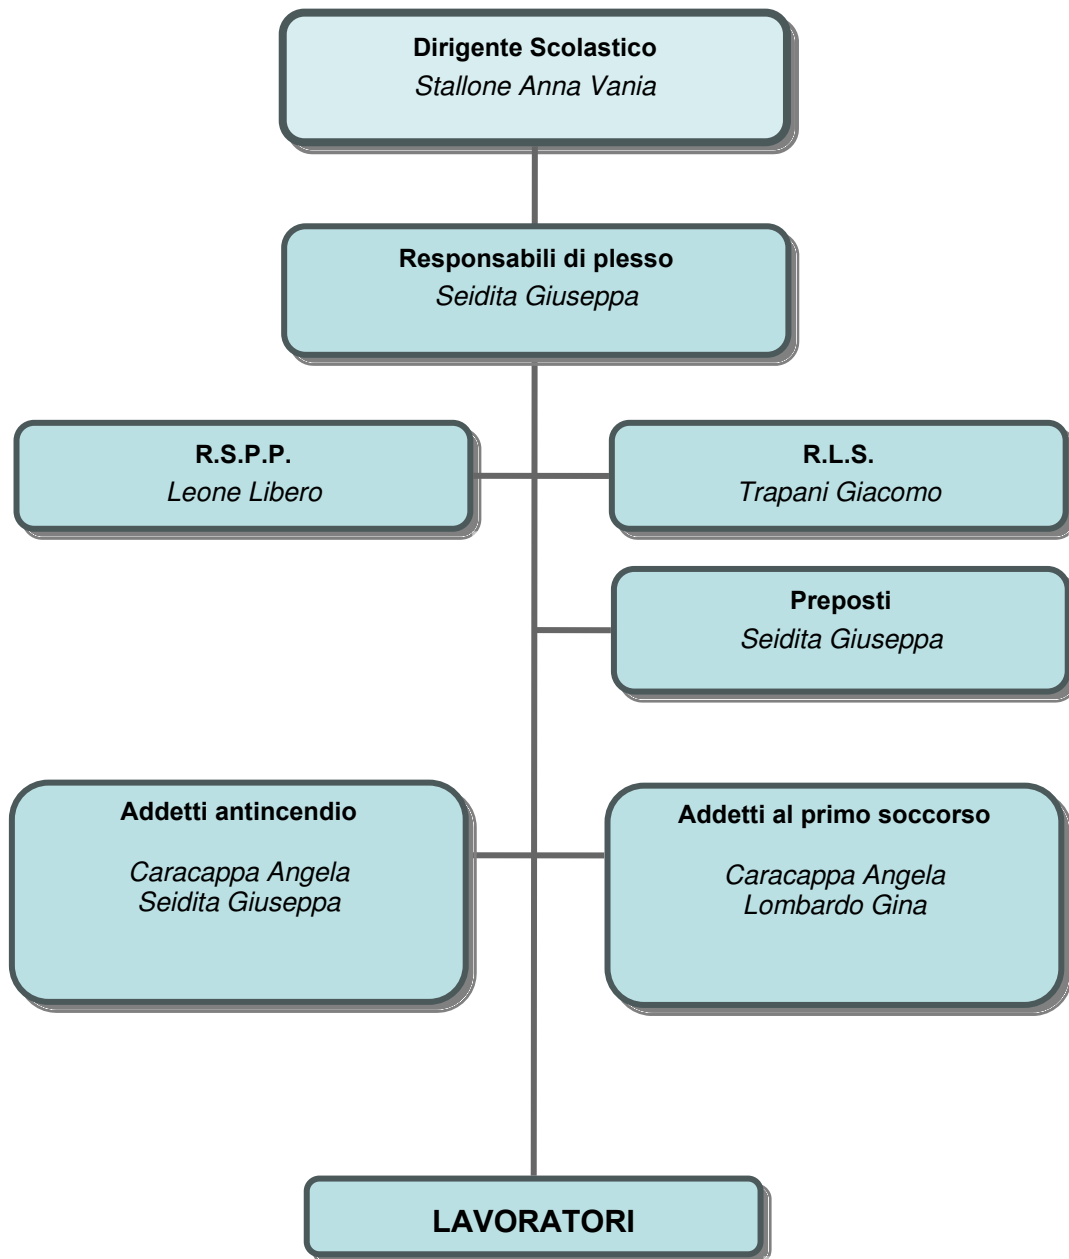 Dirigente Scolastico
Stallone Anna Vania
Responsabili di plesso
Seidita Giuseppa
R.S.P.P.
Leone Libero
R.L.S.
Trapani Giacomo
Preposti
Seidita Giuseppa
Addetti antincendio
Caracappa Angela
Seidita Giuseppa
Addetti al primo soccorso
Caracappa Angela
Lombardo Gina
LAVORATORI